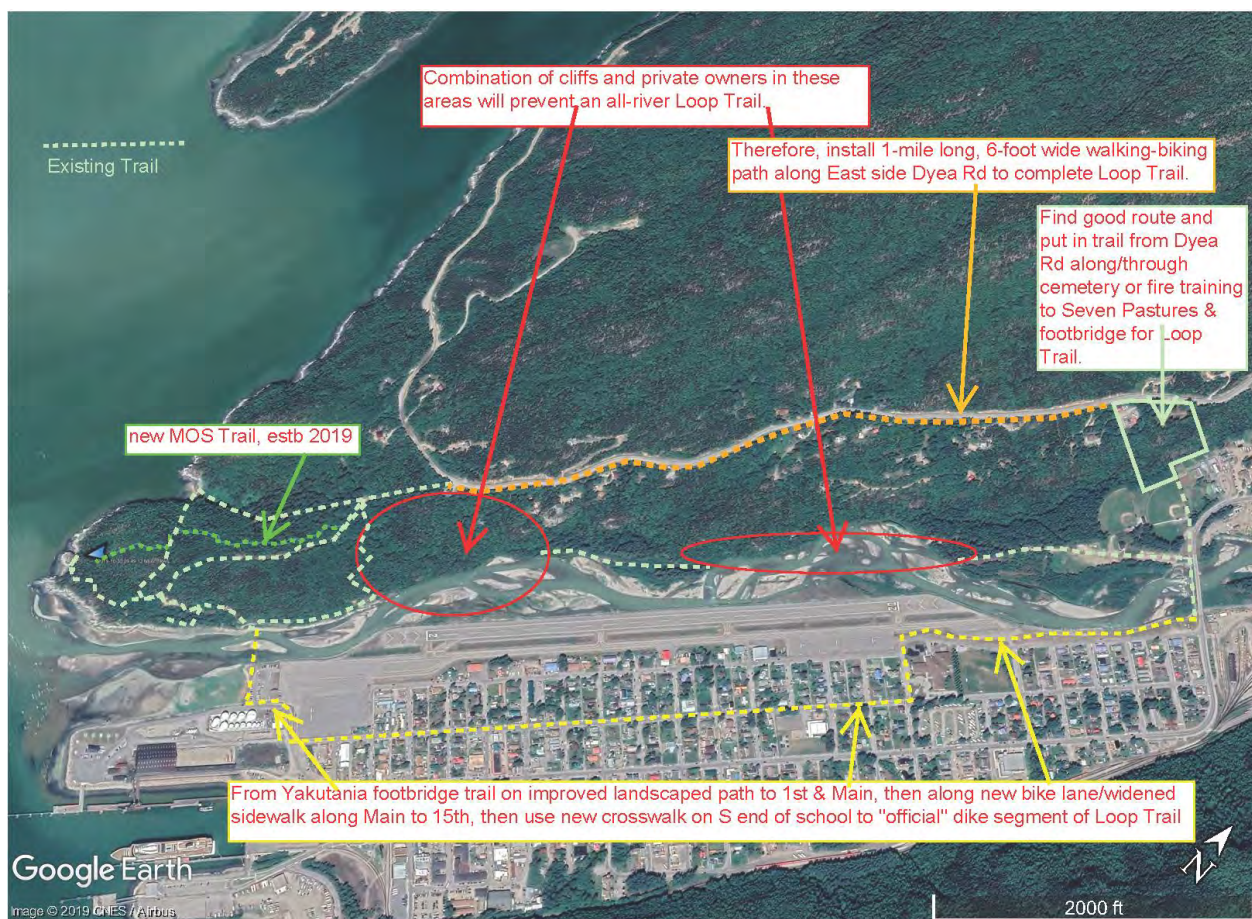 Combination of cliffs and private owners in these
areas will prevent an all-river Loop Trail.
Existing Trail
Therefore, install 1-mile long, 6-foot wide walking-biking
path along East side Dyea Rd to complete Loop Trail.
Find good route and
put in trail from Dyea
Rd along/through
cemetery or fire training
to Seven Pastures &
footbridge for Loop
Trail.
new MOS Trail, estb 2019
From Yakutania footbridge trail on improved landscaped path to 1st & Main, then along new bike lane/widened
sidewalk along Main to 15th, then use new crosswalk on S end of school to "official" dike segment of Loop Trail
Google Earth
Image © 2019 CNES / Airbus
N
2000 ft